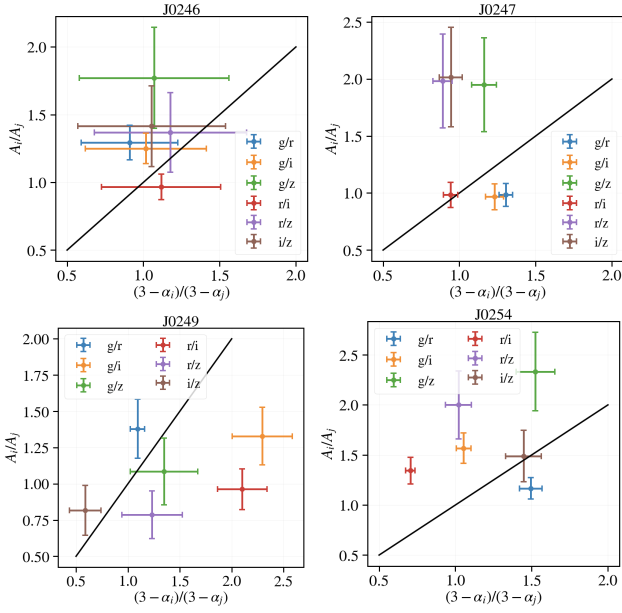 J0246
2.0
1.5
1.0
0.5
A_i/A_j
g/r
g/i
g/z
r/i
r/z
i/z
0.5 1.0 1.5 2.0
(3 − α_i)/(3 − α_j)
J0247
2.5
2.0
1.5
1.0
0.5
A_i/A_j
g/r
g/i
g/z
r/i
r/z
i/z
0.5 1.0 1.5 2.0
(3 − α_i)/(3 − α_j)
J0249
2.00
1.75
1.50
1.25
1.00
0.75
0.50
A_i/A_j
g/r r/i
g/i r/z
g/z i/z
0.5 1.0 1.5 2.0 2.5
(3 − α_i)/(3 − α_j)
J0254
2.5
2.0
1.5
1.0
0.5
A_i/A_j
g/r r/i
g/i r/z
g/z i/z
0.5 1.0 1.5 2.0
(3 − α_i)/(3 − α_j)